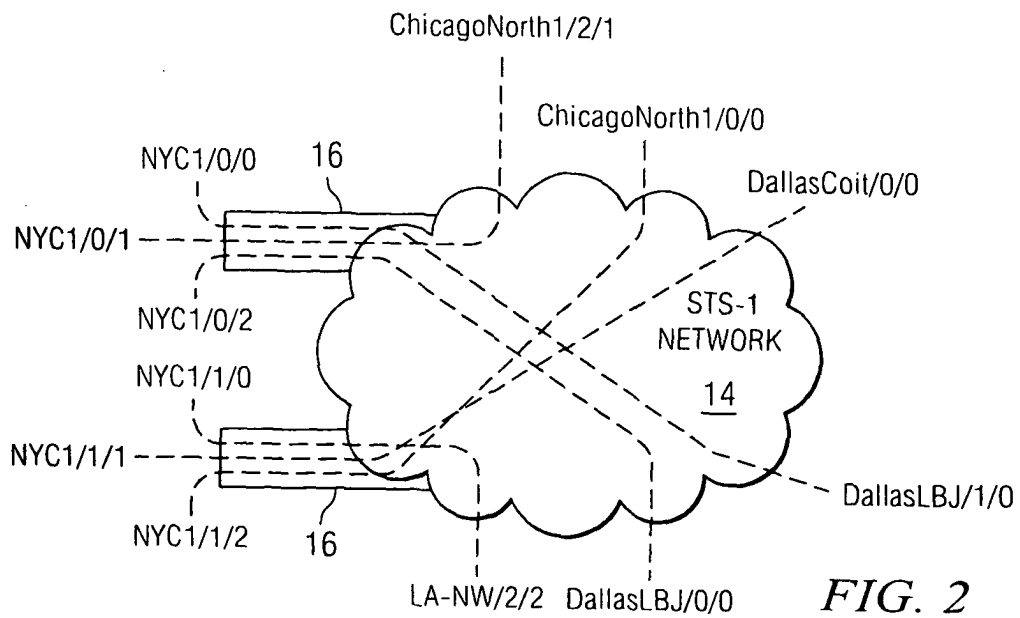 ChicagoNorth1/2/1
ChicagoNorth1/0/0
NYC1/0/0
16
DallasCoit/0/0
NYC1/0/1
NYC1/0/2
STS-1
NETWORK
14
NYC1/1/0
NYC1/1/1
NYC1/1/2
16
DallasLBJ/1/0
LA-NW/2/2
DallasLBJ/0/0
FIG. 2